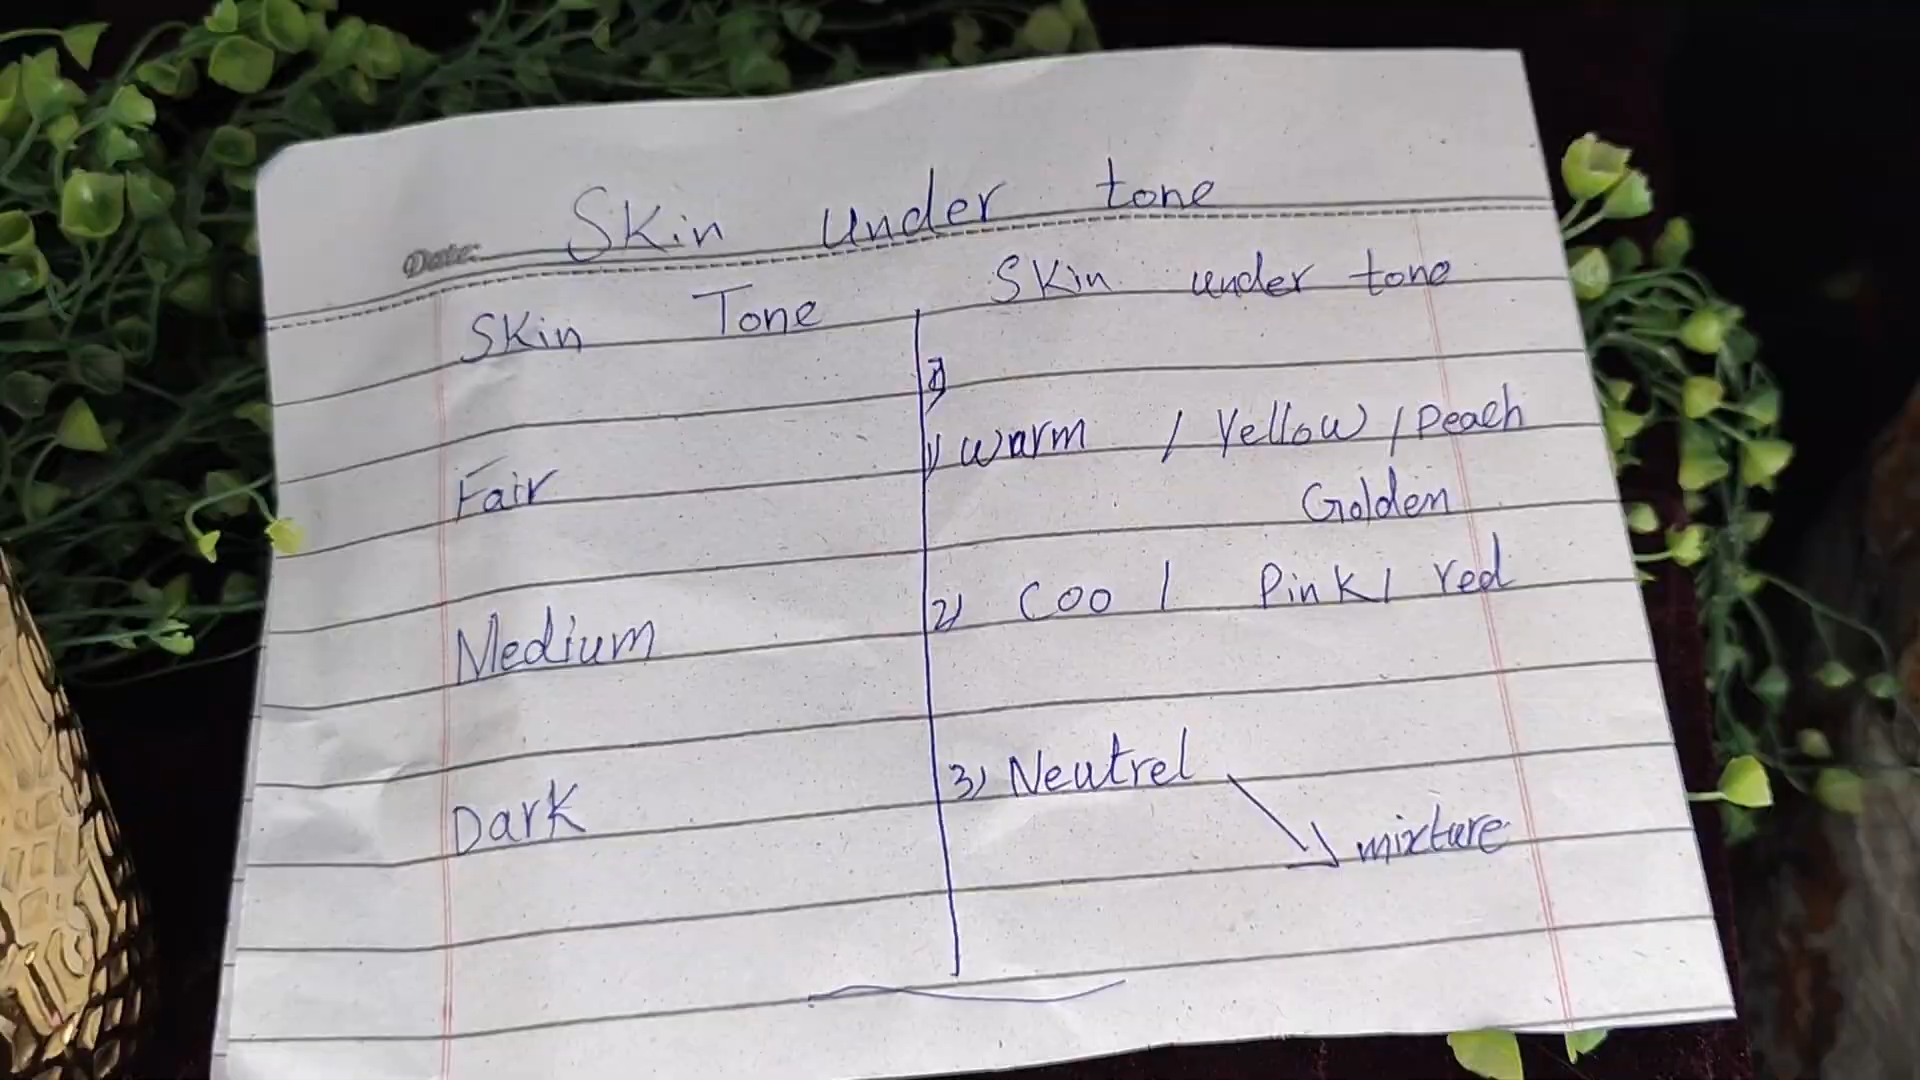 Skin under tone
Date:
Skin Tone
Skin under tone
Fair
Medium
Dark
1) Warm / Yellow / Peach
Golden
2) Cool Pink / red
3) Neutrel
mixture